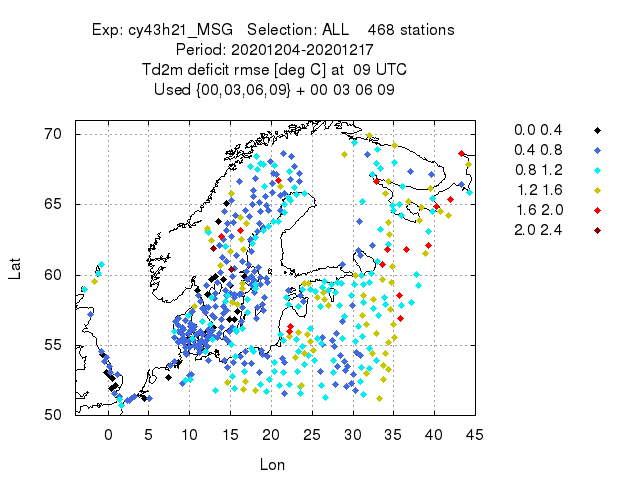 Exp: cy43h21_MSG   Selection: ALL    468 stations
Period: 20201204-20201217
Td2m deficit rmse [deg C] at  09 UTC
Used {00,03,06,09} + 00 03 06 09
70
65
60
55
50
Lat
0 5 10 15 20 25 30 35 40 45
Lon
0.0 0.4
0.4 0.8
0.8 1.2
1.2 1.6
1.6 2.0
2.0 2.4